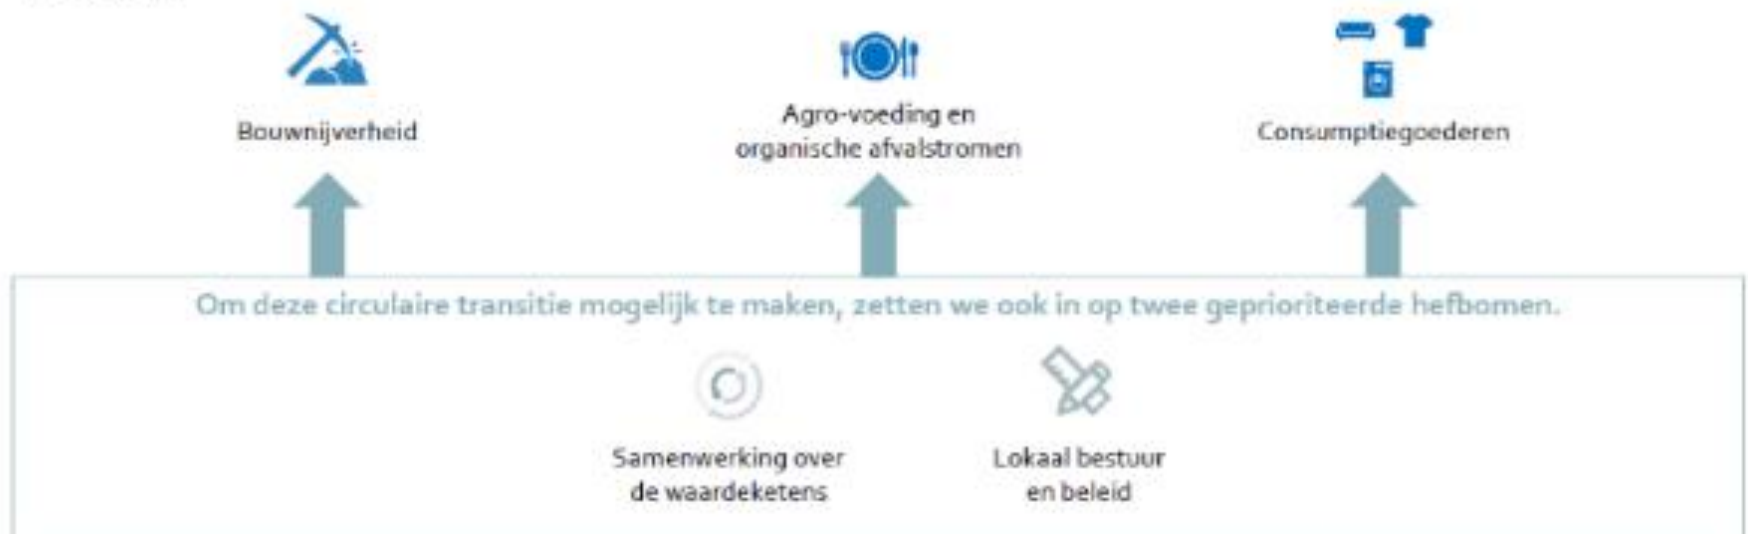 Bouwnijverheid
Agro-voeding en
organische afvalstromen
Consumptiegoederen
Om deze circulaire transitie mogelijk te maken, zetten we ook in op twee geprioriteerde hefbomen.
Samenwerking over
de waardeketens
Lokaal bestuur
en beleid